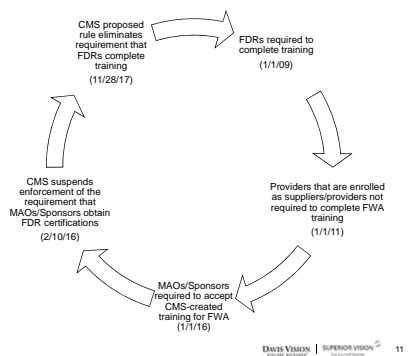 CMS proposed
rule eliminates
requirement that
FDRs complete
training
(11/28/17)
FDRs required to
complete training
(1/1/09)
Providers that are enrolled
as suppliers/providers not
required to complete FWA
training
(1/1/11)
MAOs/Sponsors
required to accept
CMS-created
training for FWA
(1/1/16)
CMS suspends
enforcement of the
requirement that
MAOs/Sponsors obtain
FDR certifications
(2/10/16)
DAVIS VISION
SUPERIOR VISION
11